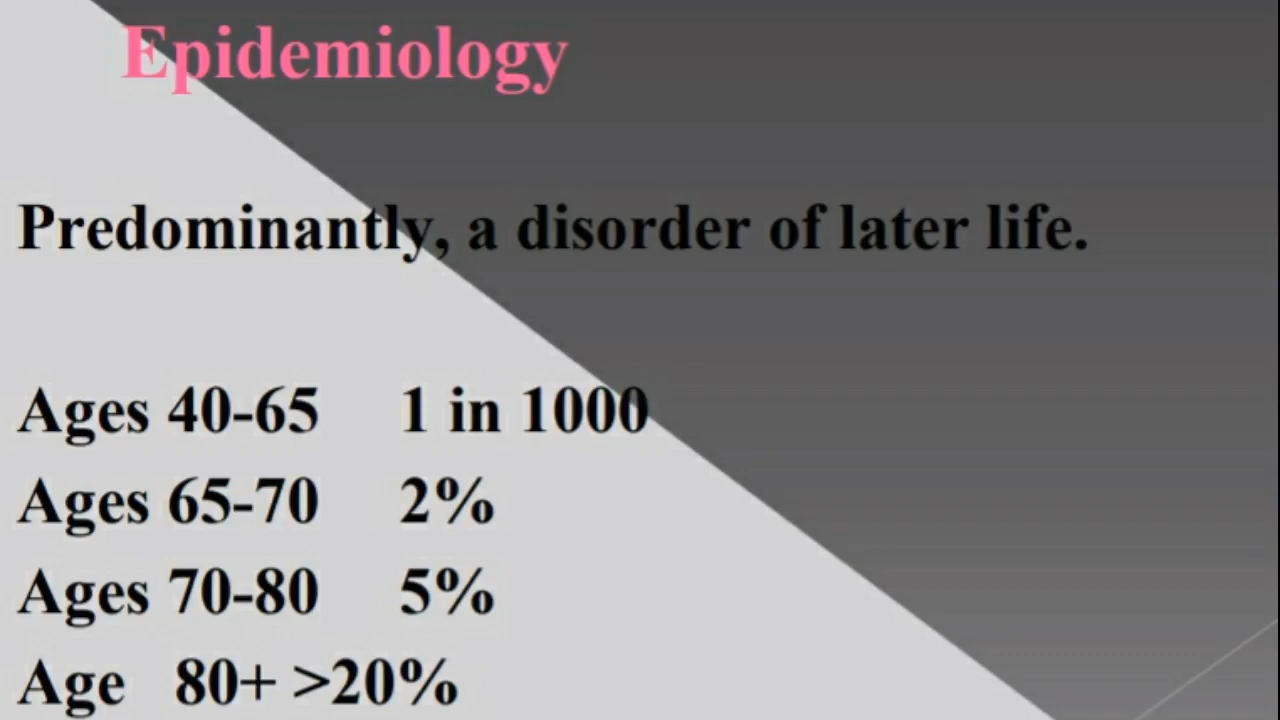 Epidemiology
Predominantly, a disorder of later life.
Ages 40-65 1 in 1000
Ages 65-70 2%
Ages 70-80 5%
Age 80+ >20%